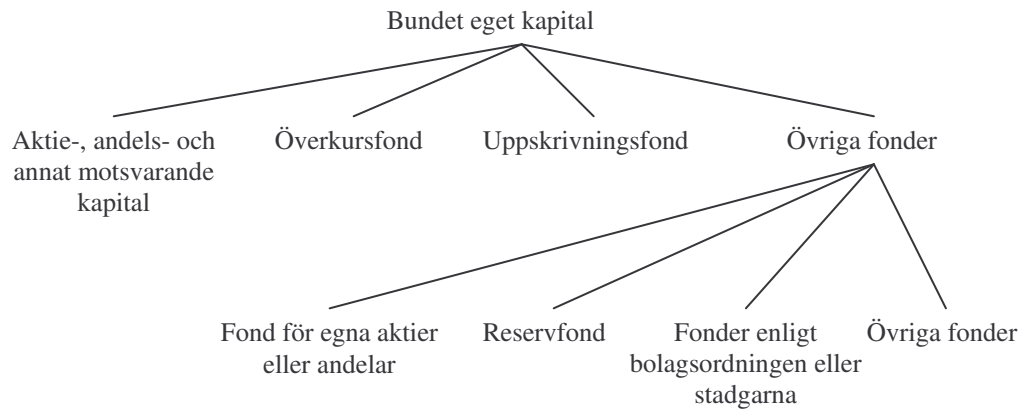 Bundet eget kapital
Aktie-, andels- och
annat motsvarande
kapital
Överkursfond
Uppskrivningsfond
Övriga fonder
Fond för egna aktier
eller andelar
Reservfond
Fonder enligt
bolagsordningen eller
stadgarna
Övriga fonder